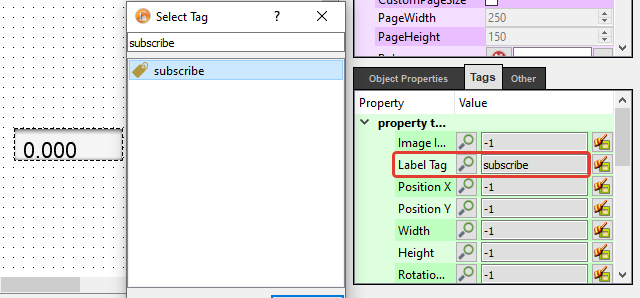 Select Tag
?
subscribe
subscribe
0.000
CustomPageSize
PageWidth 250
PageHeight 150
Object Properties Tags Other
Property Value
property t...
Image I... -1
Label Tag subscribe
Position X -1
Position Y -1
Width -1
Height -1
Rotatio... -1